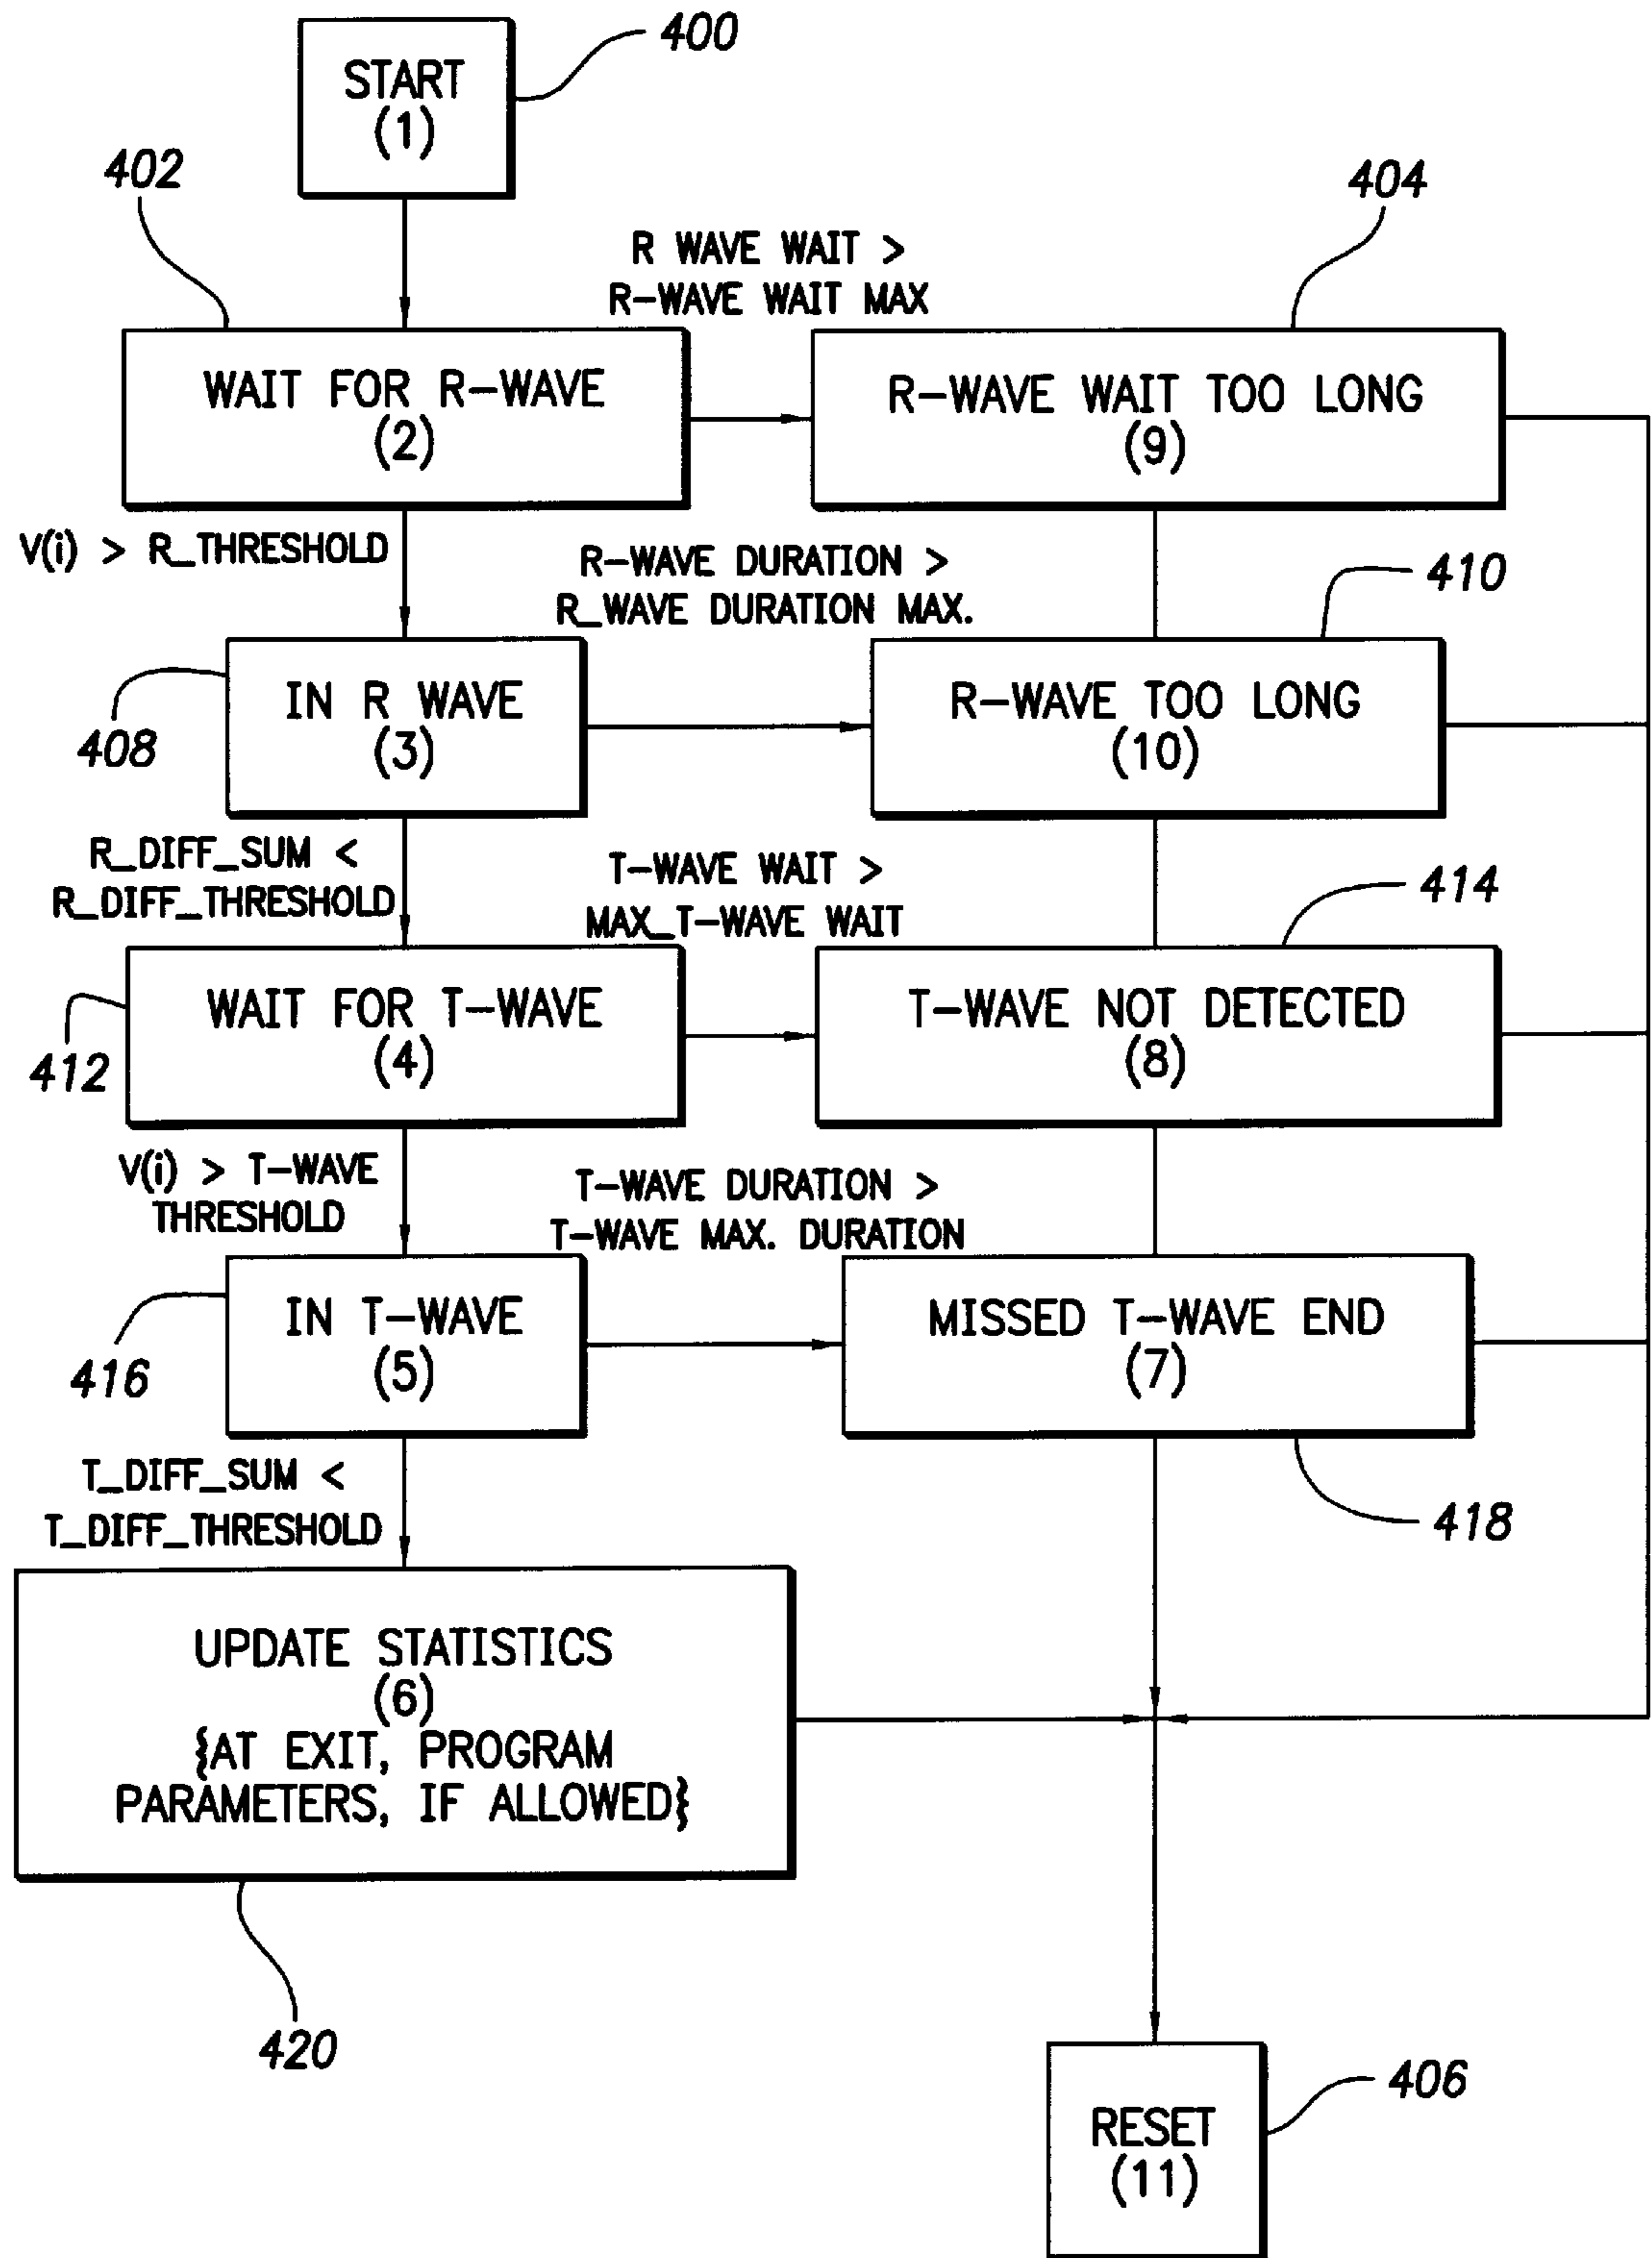 400
START
(1)
402
404
R WAVE WAIT >
R-WAVE WAIT MAX
WAIT FOR R-WAVE
(2)
R-WAVE WAIT TOO LONG
(9)
V(i) > R_THRESHOLD
R-WAVE DURATION >
R_WAVE DURATION MAX.
410
IN R WAVE
(3)
408
R-WAVE TOO LONG
(10)
R_DIFF_SUM <
R_DIFF_THRESHOLD
T-WAVE WAIT >
MAX_T-WAVE WAIT
414
WAIT FOR T-WAVE
(4)
412
T-WAVE NOT DETECTED
(8)
V(i) > T-WAVE
THRESHOLD
T-WAVE DURATION >
T-WAVE MAX. DURATION
IN T-WAVE
(5)
416
MISSED T-WAVE END
(7)
418
T_DIFF_SUM <
T_DIFF_THRESHOLD
UPDATE STATISTICS
(6)
{AT EXIT, PROGRAM
PARAMETERS, IF ALLOWED}
420
406
RESET
(11)